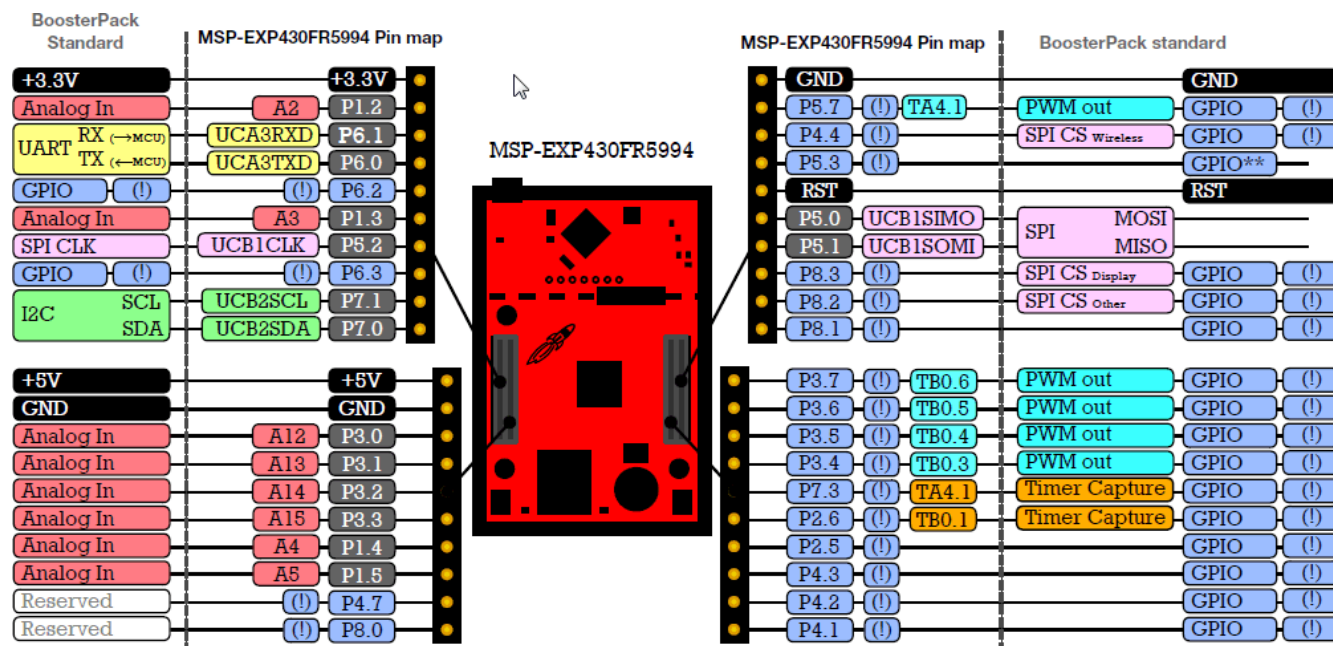 BoosterPack
Standard
MSP-EXP430FR5994 Pin map
+3.3V +3.3V
Analog In A2 P1.2
UART RX (→MCU) UCA3RXD P6.1
TX (←MCU) UCA3TXD P6.0
GPIO (!) (!) P6.2
Analog In A3 P1.3
SPI CLK UCB1CLK P5.2
GPIO (!) (!) P6.3
I2C SCL UCB2SCL P7.1
SDA UCB2SDA P7.0
+5V +5V
GND GND
Analog In A12 P3.0
Analog In A13 P3.1
Analog In A14 P3.2
Analog In A15 P3.3
Analog In A4 P1.4
Analog In A5 P1.5
Reserved (!) P4.7
Reserved (!) P8.0
MSP-EXP430FR5994
MSP-EXP430FR5994 Pin map
BoosterPack standard
GND GND
P5.7 (!) TA4.1 PWM out GPIO (!)
P4.4 (!) SPI CS Wireless GPIO (!)
P5.3 (!) GPIO**
RST RST
P5.0 UCB1SIMO SPI MOSI
P5.1 UCB1SOMI MISO
P8.3 (!) SPI CS Display GPIO (!)
P8.2 (!) SPI CS Other GPIO (!)
P8.1 (!) GPIO (!)
P3.7 (!) TB0.6 PWM out GPIO (!)
P3.6 (!) TB0.5 PWM out GPIO (!)
P3.5 (!) TB0.4 PWM out GPIO (!)
P3.4 (!) TB0.3 PWM out GPIO (!)
P7.3 (!) TA4.1 Timer Capture GPIO (!)
P2.6 (!) TB0.1 Timer Capture GPIO (!)
P2.5 (!) GPIO (!)
P4.3 (!) GPIO (!)
P4.2 (!) GPIO (!)
P4.1 (!) GPIO (!)